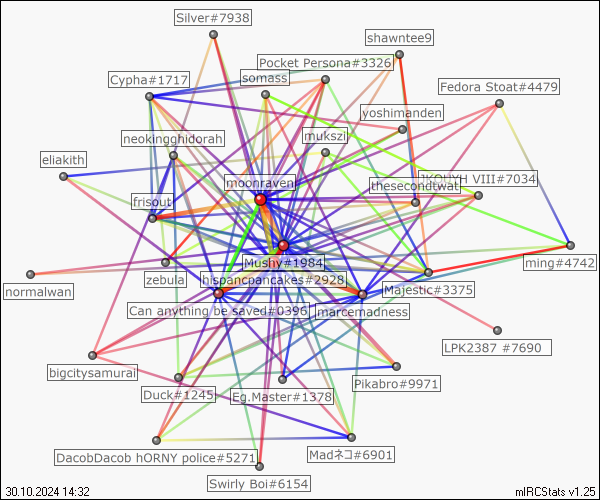 Silver#7938
shawntee9
Pocket Persona#3326
Cypha#1717
somass
Fedora Stoat#4479
yoshimanden
mukszi
neokingghidorah
eliakith
moonraven
VIII#7034
thesecondtwat
frisout
Mushy#1984
zebula
ming#4742
normalwan
hispancpancakes#2928
Majestic#3375
Can anything be saved#0396
marcemadness
LPK2387 #7690
bigcitysamurai
Pikabro#9971
Duck#1245
Eg.Master#1378
DacobDacob hORNY police#5271
Madネコ#6901
Swirly Boi#6154
30.10.2024 14:32
mIRCStats v1.25